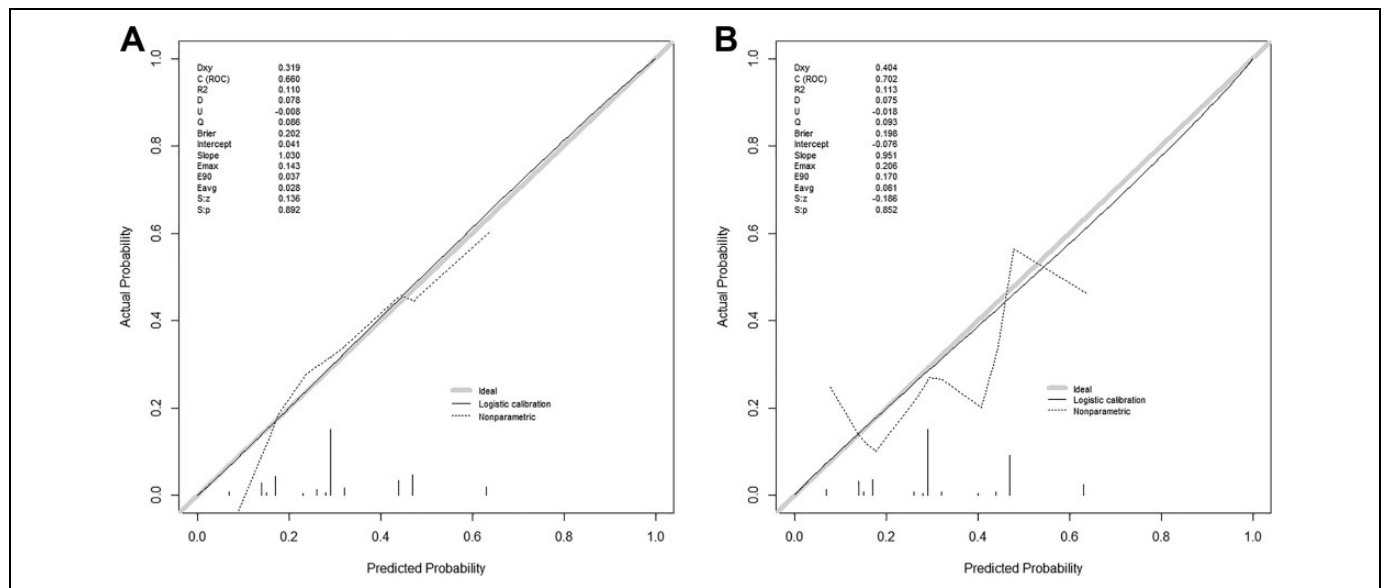 A
Dxy 0.319
C (ROC) 0.660
R2 0.110
D 0.078
U -0.008
Q 0.086
Brier 0.202
Intercept 0.041
Slope 1.030
Emax 0.143
E90 0.037
Eavg 0.028
S:z 0.136
S:p 0.892
Actual Probability
1.0
0.8
0.6
0.4
0.2
0.0
Ideal
Logistic calibration
Nonparametric
0.0 0.2 0.4 0.6 0.8 1.0
Predicted Probability
B
Dxy 0.404
C (ROC) 0.702
R2 0.113
D 0.075
U -0.018
Q 0.093
Brier 0.198
Intercept -0.076
Slope 0.951
Emax 0.206
E90 0.170
Eavg 0.061
S:z -0.186
S:p 0.852
Actual Probability
1.0
0.8
0.6
0.4
0.2
0.0
Ideal
Logistic calibration
Nonparametric
0.0 0.2 0.4 0.6 0.8 1.0
Predicted Probability